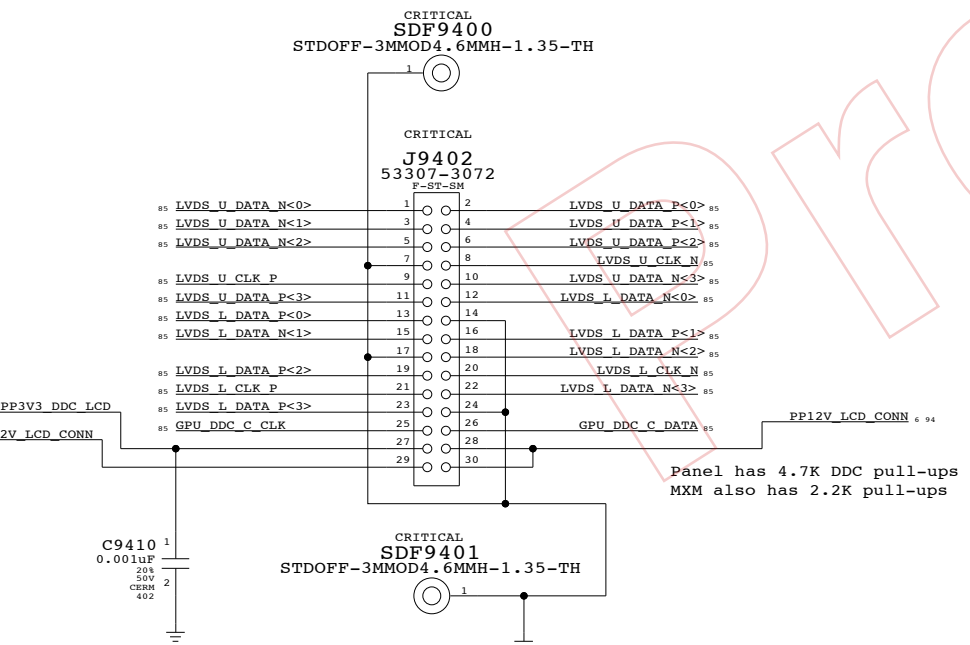 CRITICAL
SDF9400
STDOFF-3MMOD4.6MMH-1.35-TH
1
CRITICAL
J9402
53307-3072
F-ST-SM
85 LVDS_U_DATA_N<0> 1 2 LVDS_U_DATA_P<0> 85
85 LVDS_U_DATA_N<1> 3 4 LVDS_U_DATA_P<1> 85
85 LVDS_U_DATA_N<2> 5 6 LVDS_U_DATA_P<2> 85
7 8 LVDS_U_CLK_N 85
85 LVDS_U_CLK_P 9 10 LVDS_U_DATA_N<3> 85
85 LVDS_U_DATA_P<3> 11 12 LVDS_L_DATA_N<0> 85
85 LVDS_L_DATA_P<0> 13 14
85 LVDS_L_DATA_N<1> 15 16 LVDS_L_DATA_P<1> 85
17 18 LVDS_L_DATA_N<2> 85
85 LVDS_L_DATA_P<2> 19 20 LVDS_L_CLK_N 85
85 LVDS_L_CLK_P 21 22 LVDS_L_DATA_N<3> 85
85 LVDS_L_DATA_P<3> 23 24
PP3V3_DDC_LCD
85 GPU_DDC_C_CLK 25 26 GPU_DDC_C_DATA 85
PP12V_LCD_CONN 6 94
2V_LCD_CONN
27 28
29 30
Panel has 4.7K DDC pull-ups
MXM also has 2.2K pull-ups
C9410 1
0.001uF
20%
50V 2
CERM
402
CRITICAL
SDF9401
STDOFF-3MMOD4.6MMH-1.35-TH
1
Pre